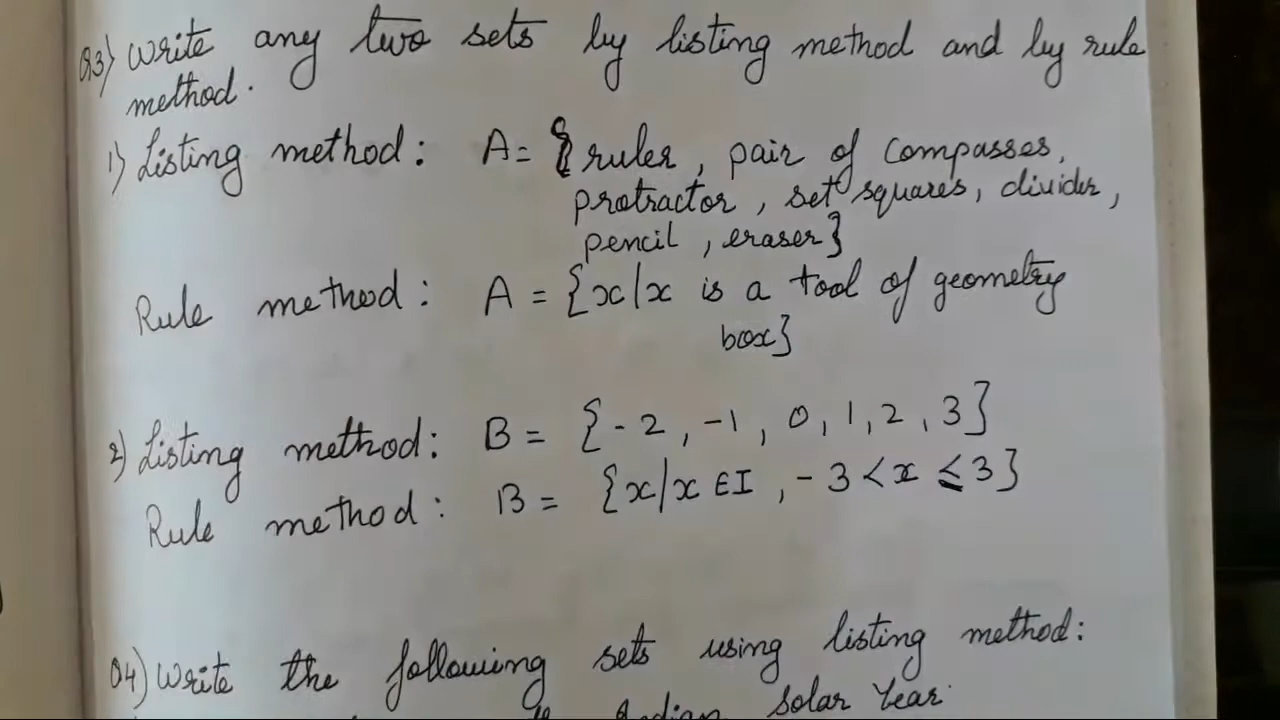 Q3) Write any two sets by listing method and by rule
method.
1) Listing method: A = {ruler, pair of compasses,
protractor, set squares, divider,
pencil, eraser}
Rule method: A = {x/x is a tool of geometry
box}
2) Listing method: B = {-2, -1, 0, 1, 2, 3}
Rule method: B = {x/x ∈ I, -3 < x ≤ 3}
Q4) Write the following sets using listing method:
Indian solar Year.